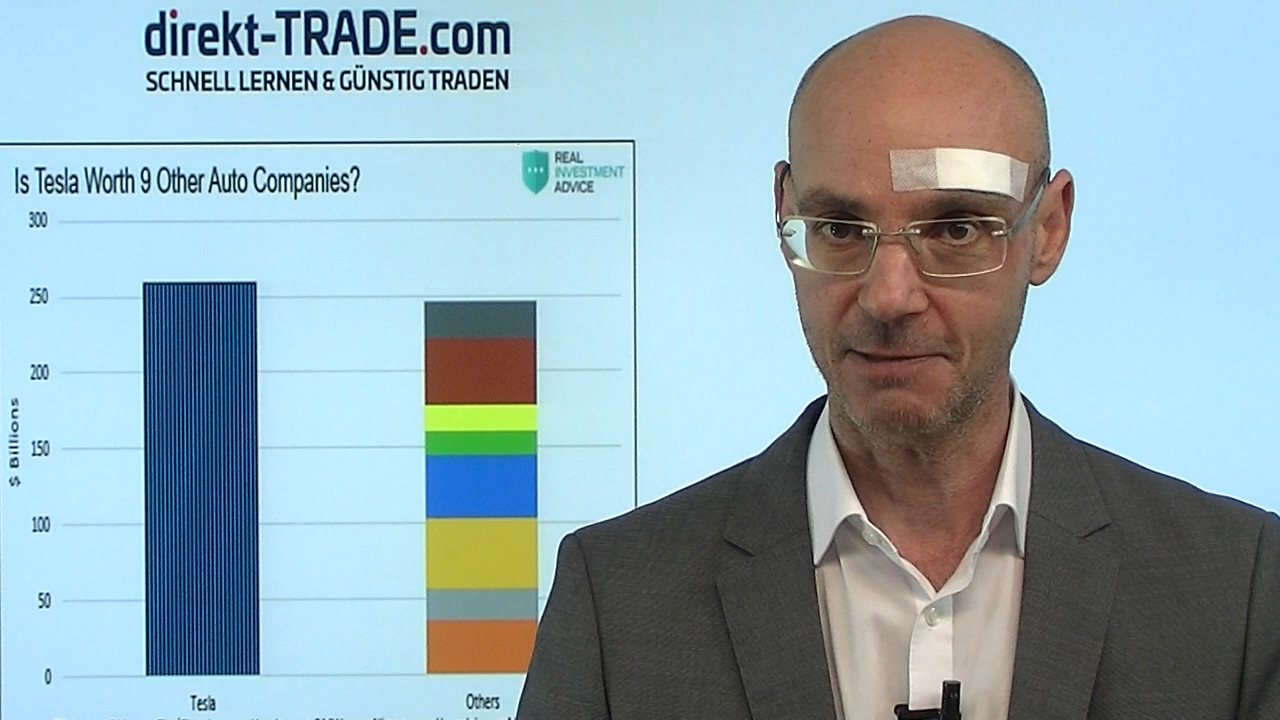 direkt-TRADE.com
SCHNELL LERNEN & GÜNSTIG TRADEN
Is Tesla Worth 9 Other Auto Companies?
REAL
INVESTMENT
ADVICE
300
250
200
150
100
50
0
$ Billions
Tesla
Others